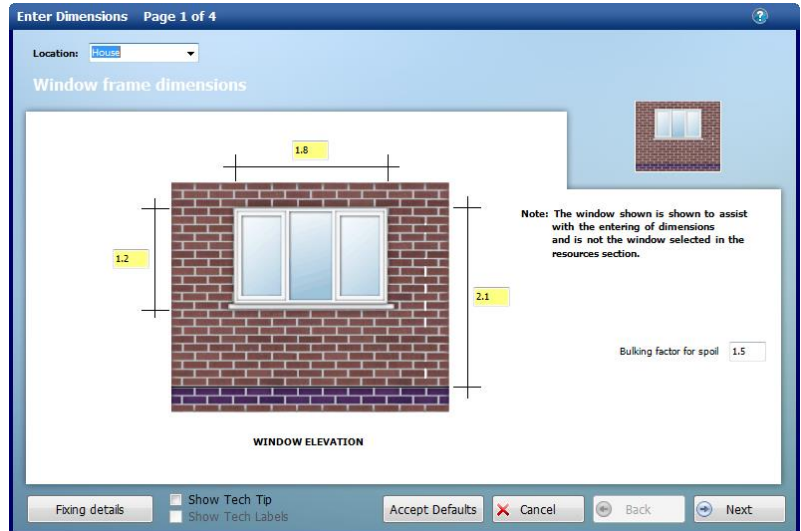 Enter Dimensions Page 1 of 4
Location: House
Window frame dimensions
1.8
Note: The window shown is shown to assist
with the entering of dimensions
and is not the window selected in the
resources section.
1.2
2.1
Bulking factor for spoil 1.5
WINDOW ELEVATION
Fixing details
Show Tech Tip
Show Tech Labels
Accept Defaults
Cancel
Back
Next